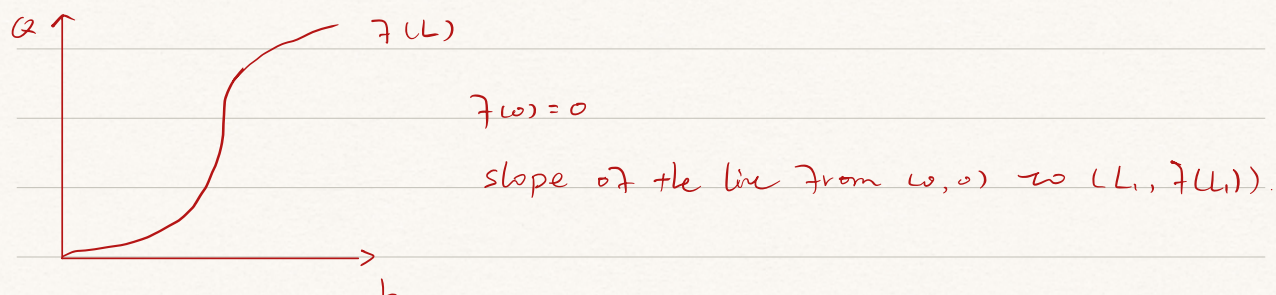 Q
f(L)
f(0) = 0
slope of the line from (0,0) to (L₁, f(L₁)).
L